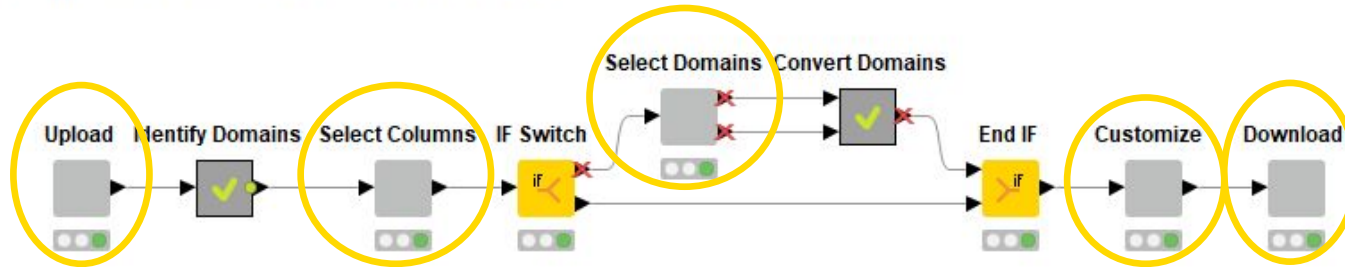 Select Domains Convert Domains
Upload Identify Domains Select Columns IF Switch End IF Customize Download
if if